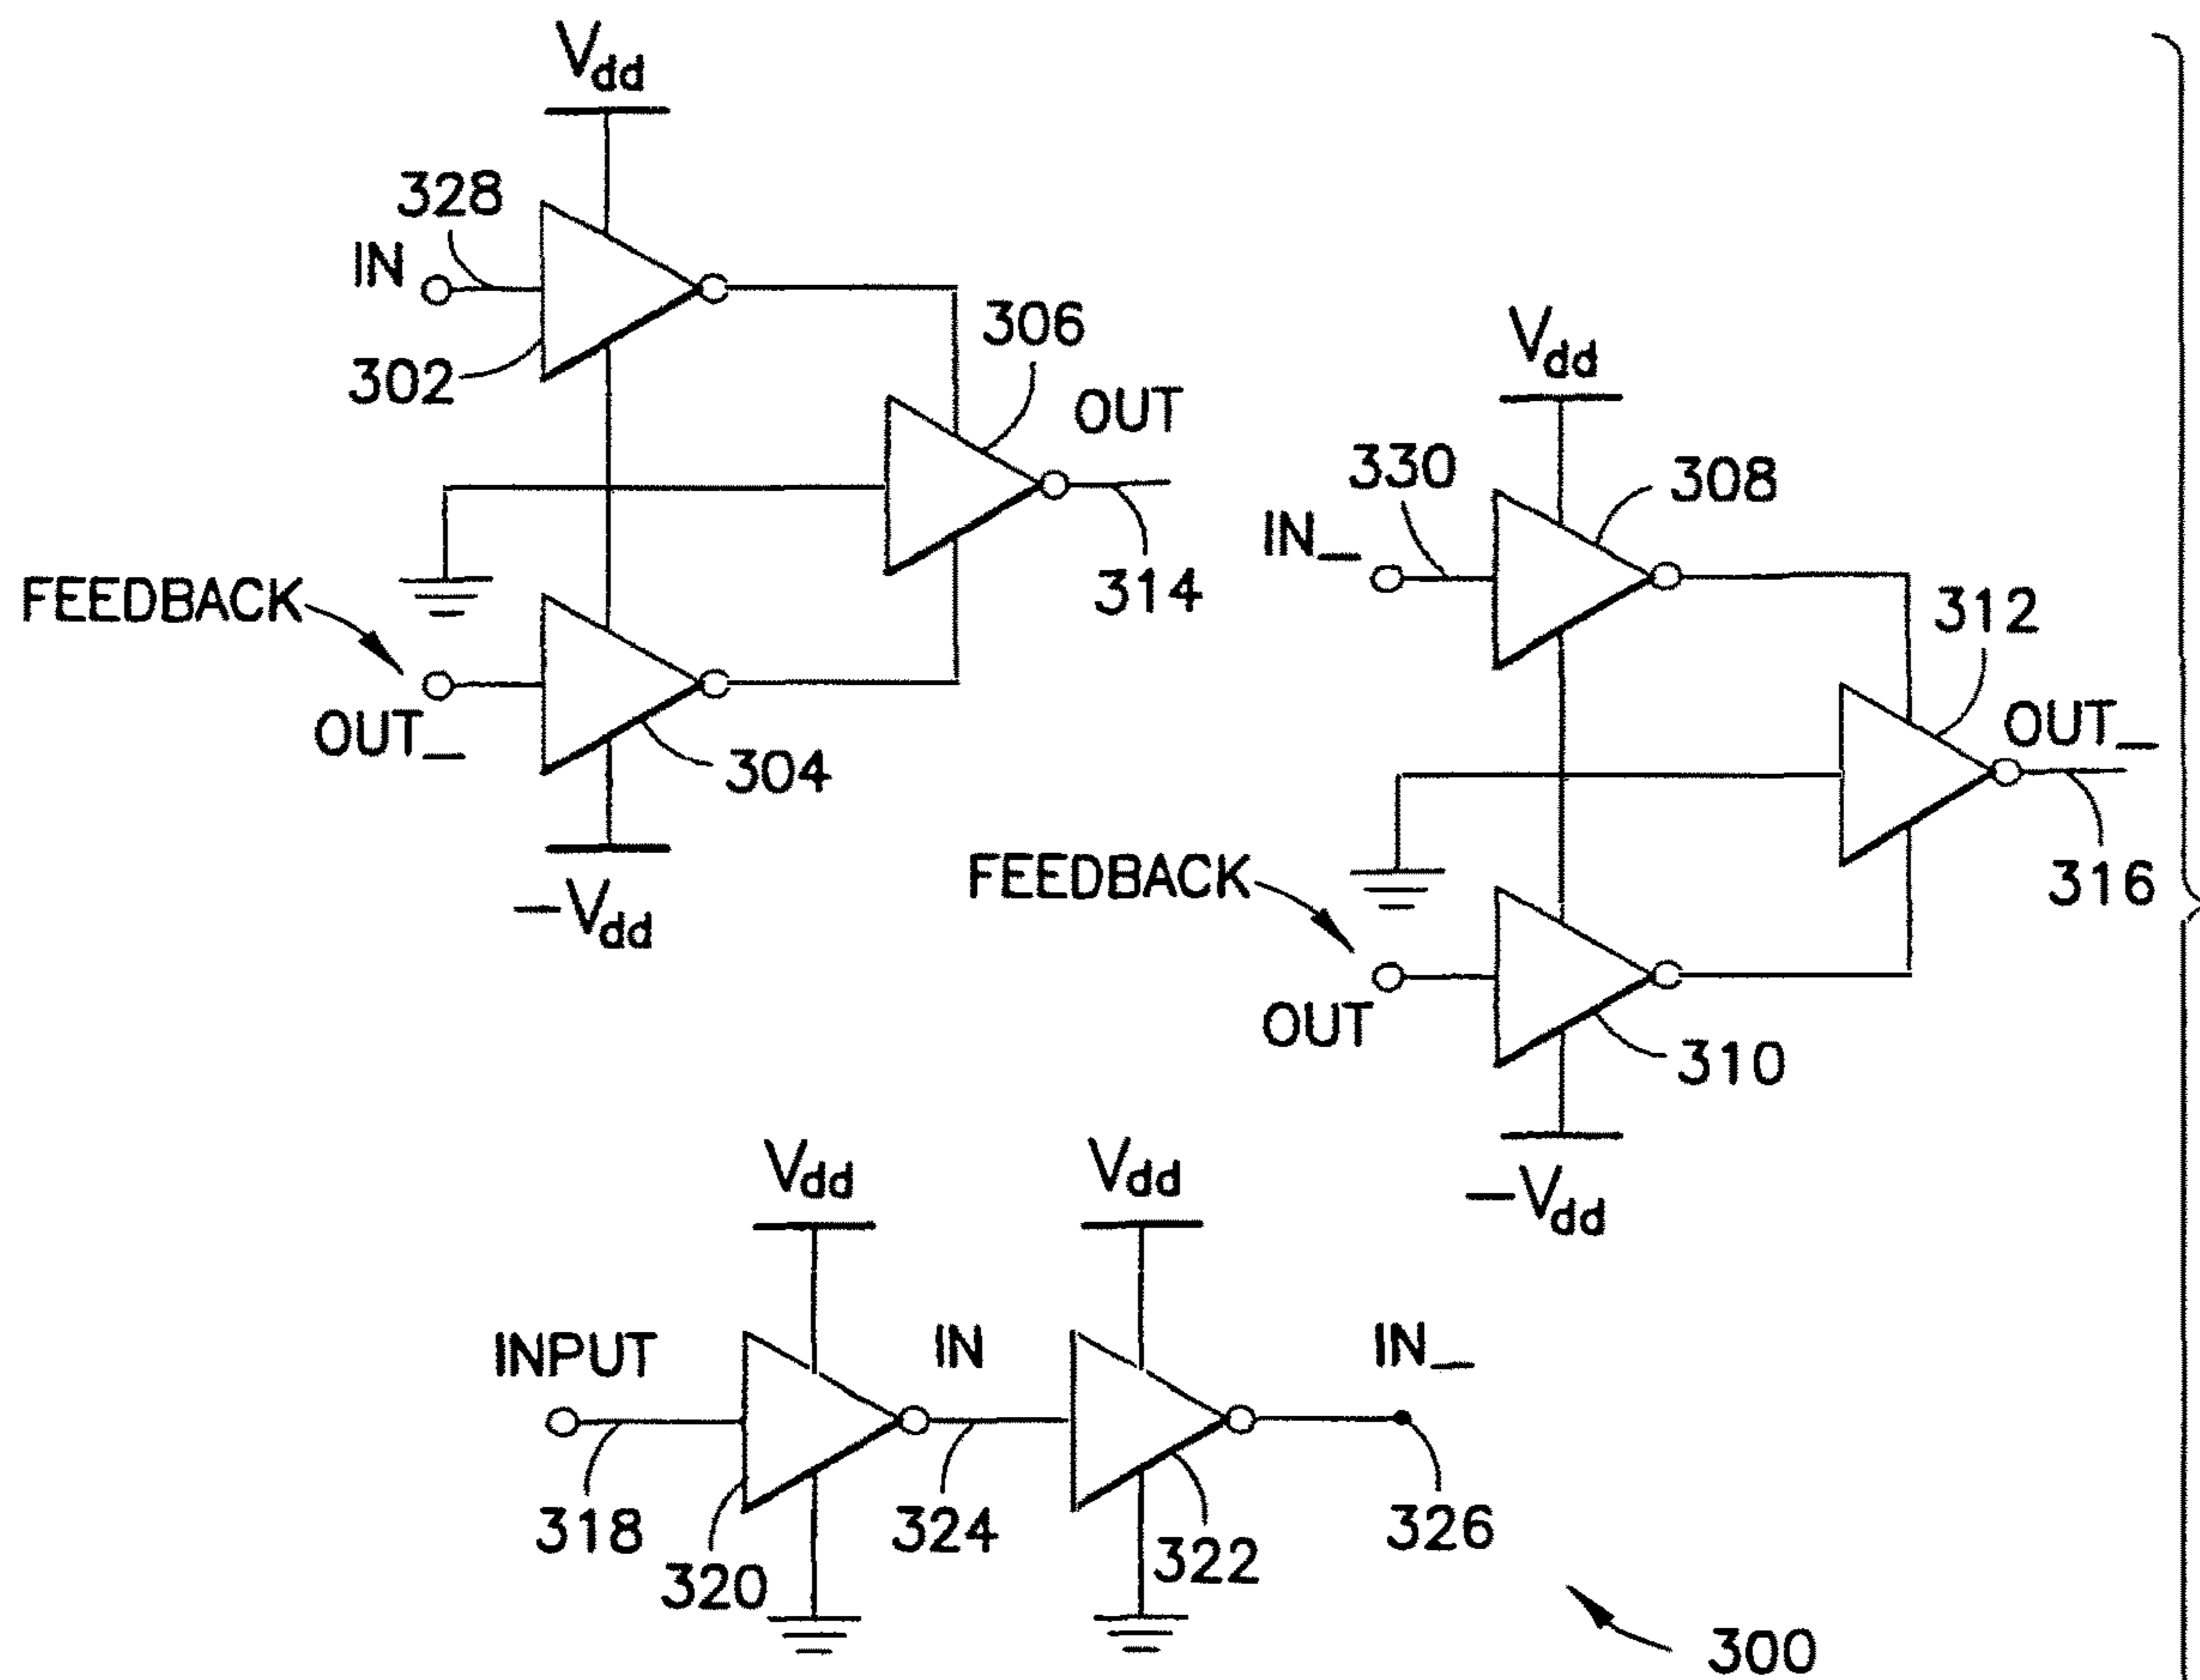 Vdd
328
IN
302
306
OUT
314
FEEDBACK
OUT_
304
-Vdd
Vdd
330
308
IN_
312
OUT_
316
FEEDBACK
OUT
310
-Vdd
Vdd
Vdd
INPUT
IN
IN_
318
320
324
322
326
300